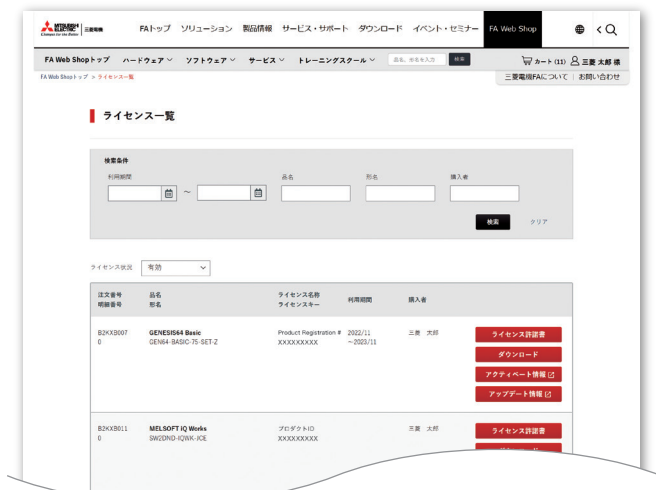 MITSUBISHI ELECTRIC
Changes for the Better
三菱電機
FAトップ ソリューション 製品情報 サービス・サポート ダウンロード イベント・セミナー FA Web Shop
FA Web Shopトップ ハードウェア ソフトウェア サービス トレーニングスクール 品名、形名を入力 検索 カート (11) 三菱 太郎 様
FA Web Shopトップ > ライセンス一覧
三菱電機FAについて お問い合わせ
ライセンス一覧
検索条件
利用期間 品名 形名 購入者
~
検索 クリア
ライセンス状況 有効
注文番号 品名 ライセンス名称 利用期間 購入者
明細番号 形名 ライセンスキー
B2KXB007 GENESIS64 Basic Product Registration # 2022/11 三菱 太郎 ライセンス許諾書
0 GEN64-BASIC-75-SET-Z XXXXXXXXX ~2023/11
ダウンロード
アクティベート情報
アップデート情報
B2KXB011 MELSOFT iQ Works プロダクトID 三菱 太郎 ライセンス許諾書
0 SW2DND-IQWK-JCE XXXXXXXXX